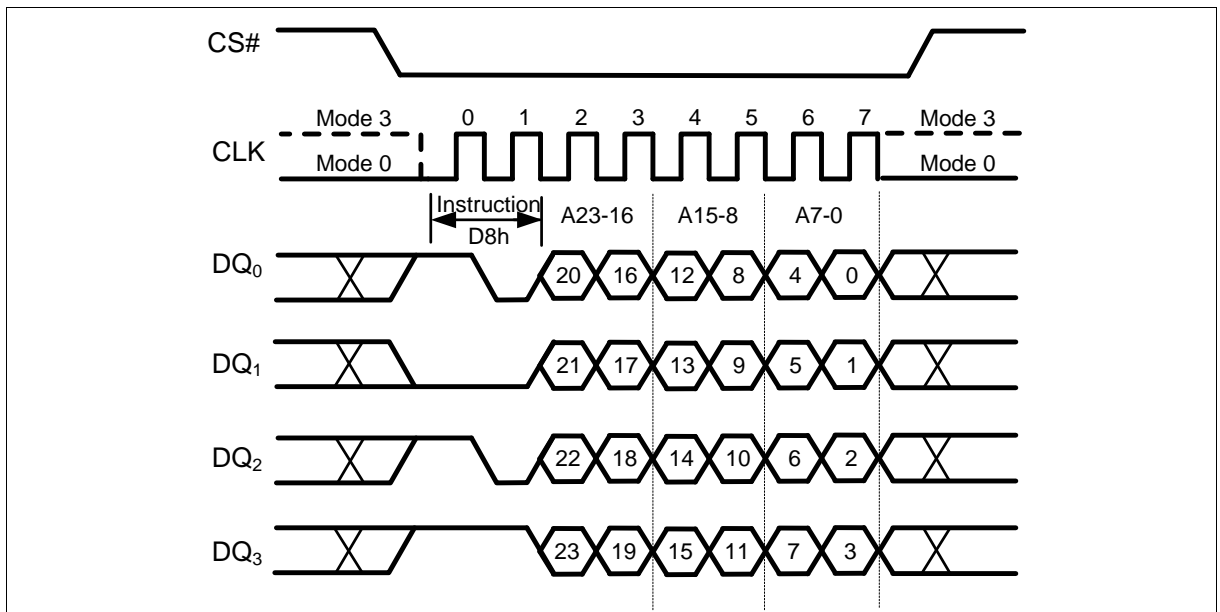 CS#
Mode 3 0 1 2 3 4 5 6 7 Mode 3
CLK
Mode 0 Mode 0
Instruction A23-16 A15-8 A7-0
D8h
DQ0 20 16 12 8 4 0
DQ1 21 17 13 9 5 1
DQ2 22 18 14 10 6 2
DQ3 23 19 15 11 7 3